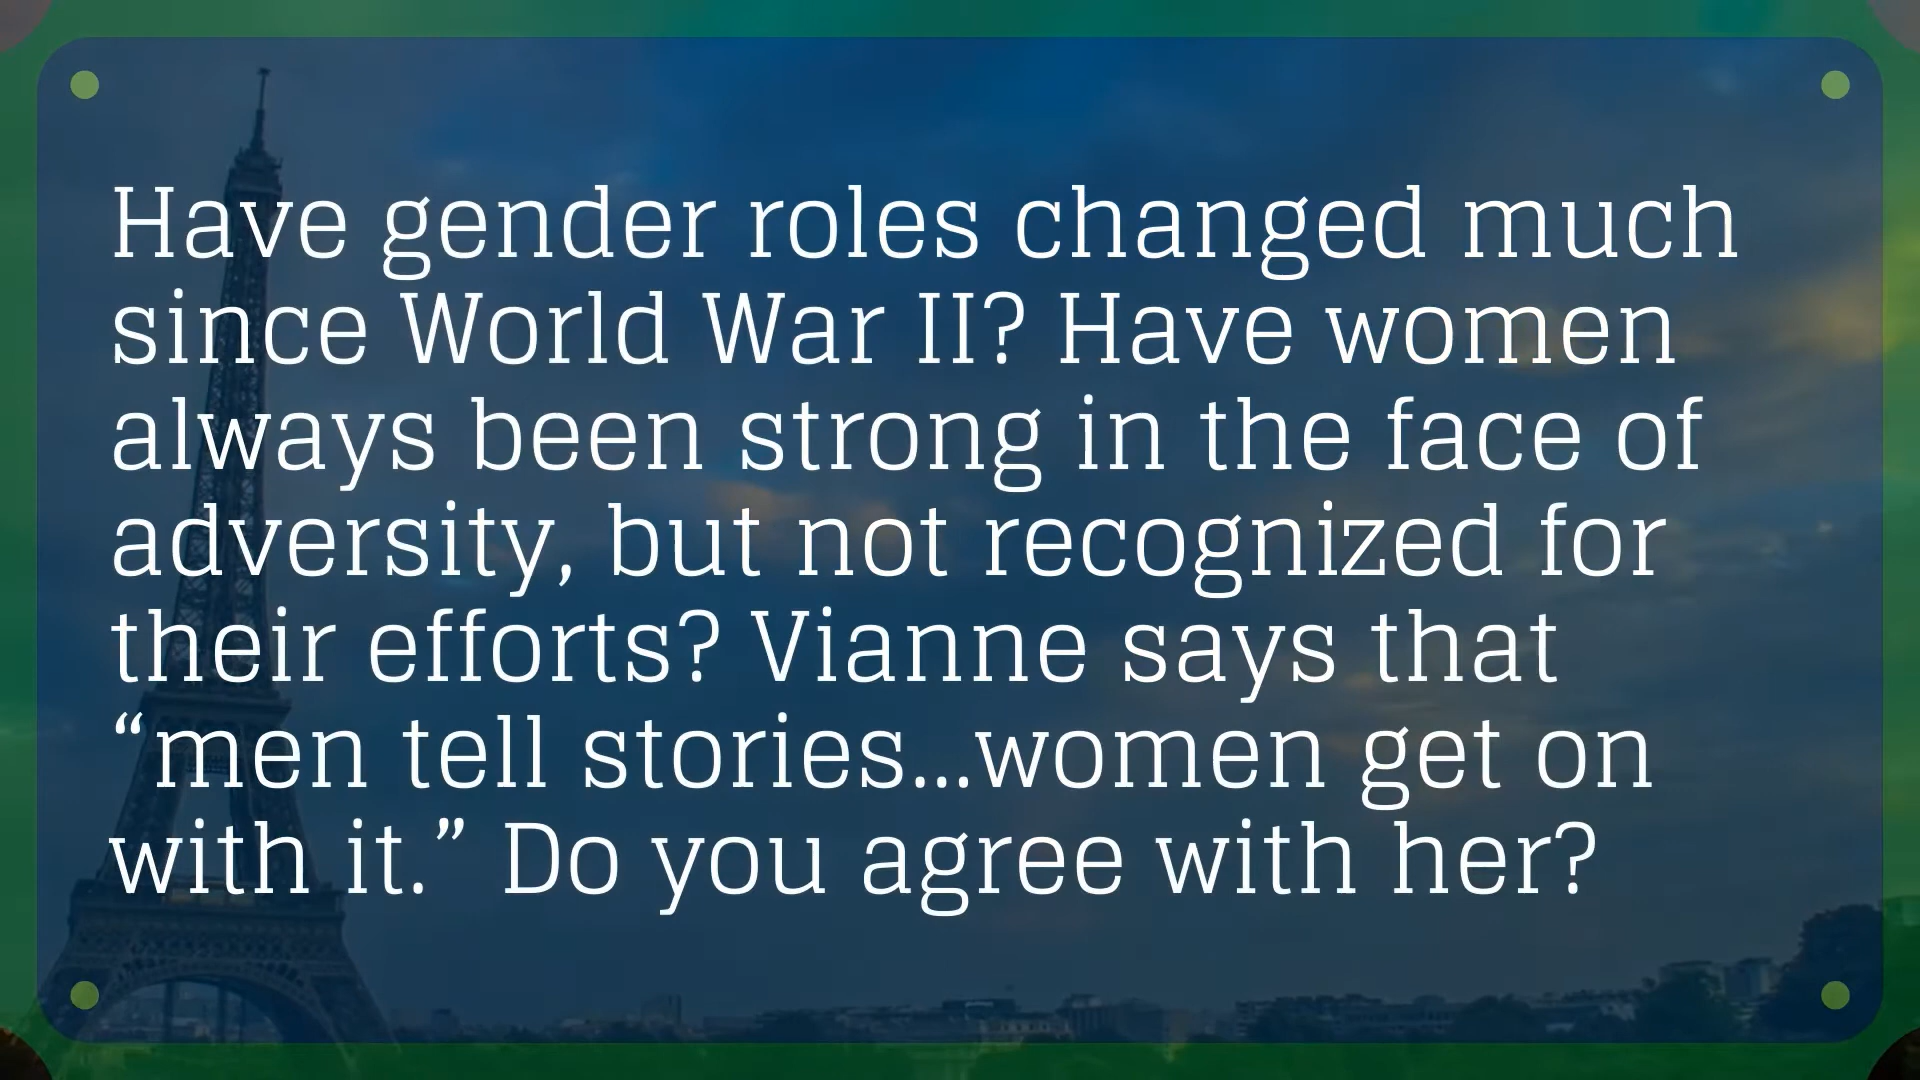 Have gender roles changed much
since World War II? Have women
always been strong in the face of
adversity, but not recognized for
their efforts? Vianne says that
“men tell stories...women get on
with it.” Do you agree with her?